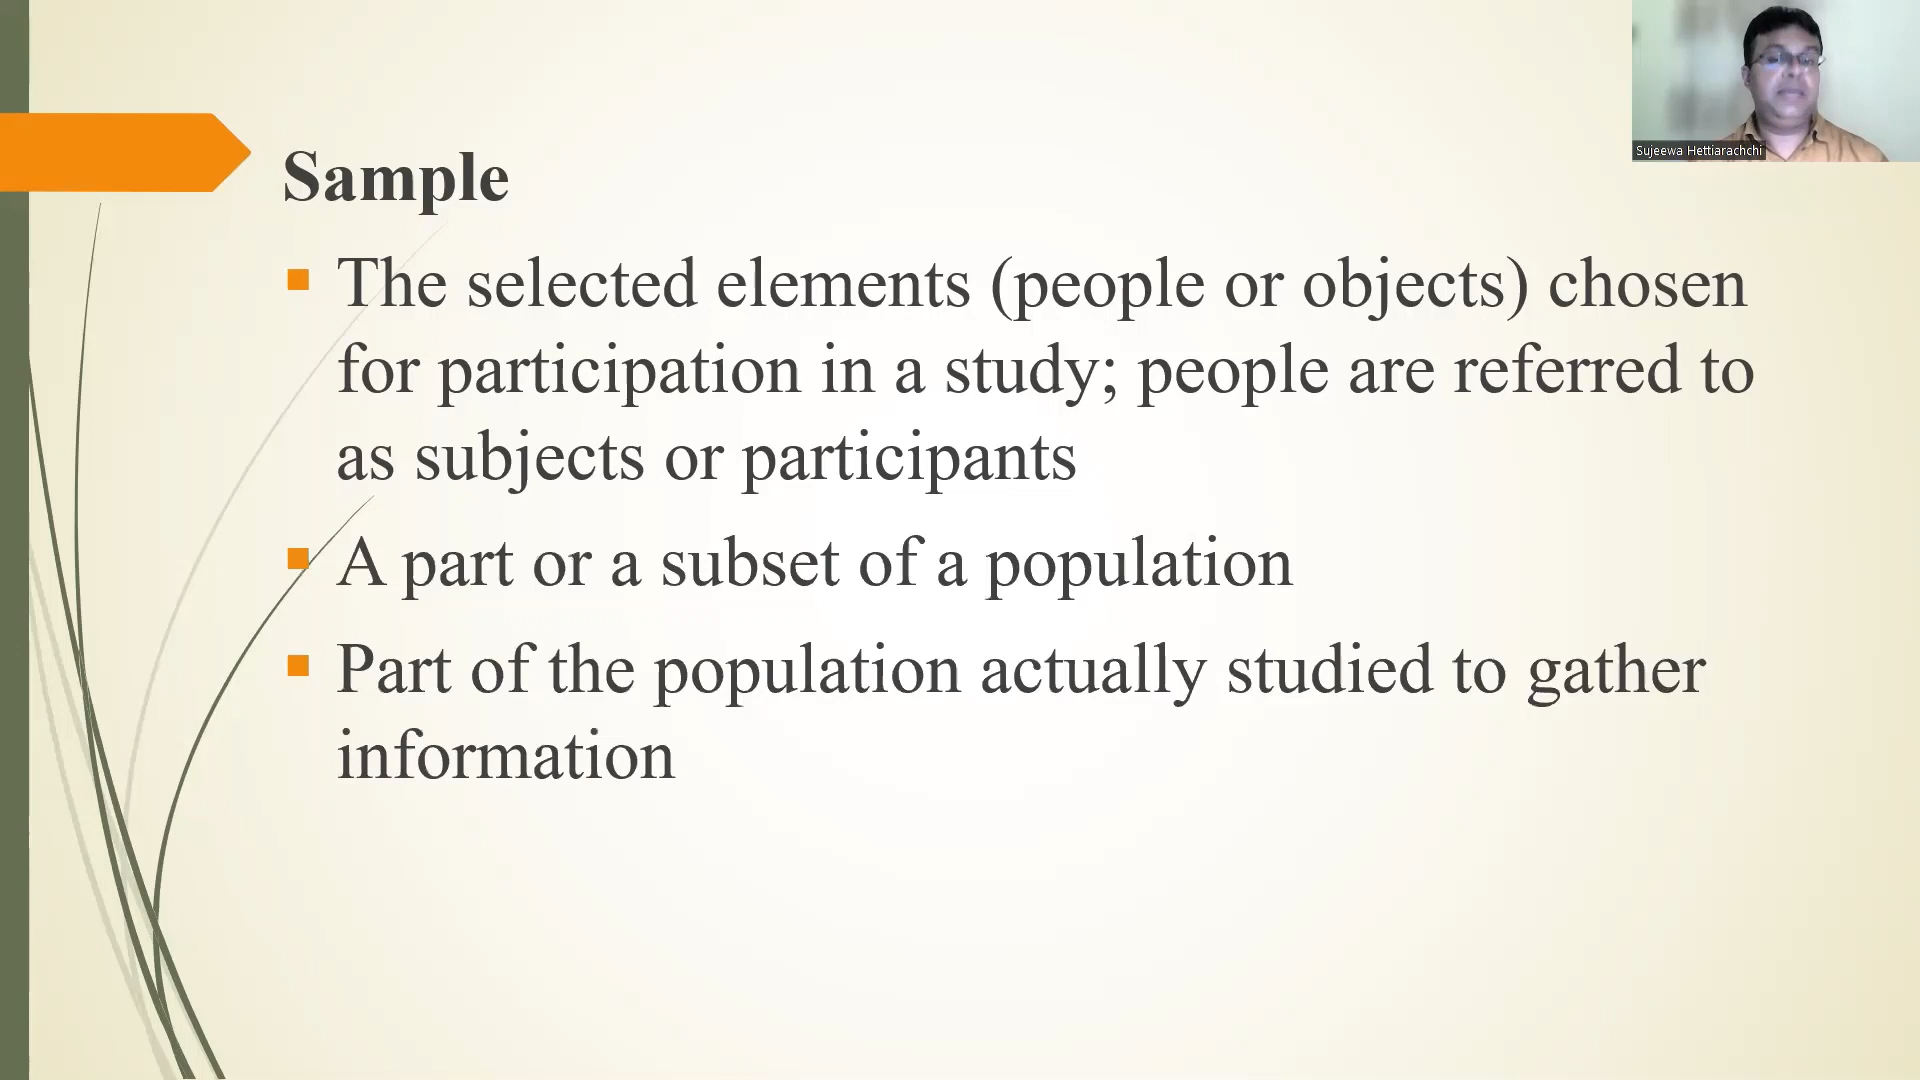 Sujeewa Hettiarachchi
Sample
The selected elements (people or objects) chosen
for participation in a study; people are referred to
as subjects or participants
A part or a subset of a population
Part of the population actually studied to gather
information